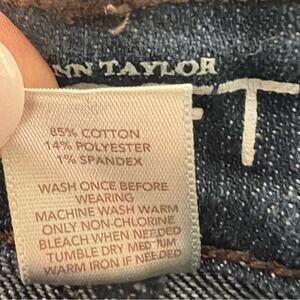 NN TAYLOR
FT
85% COTTON
14% POLYESTER
1% SPANDEX
WASH ONCE BEFORE
WEARING
MACHINE WASH WARM
ONLY NON-CHLORINE
BLEACH WHEN NEEDED
TUMBLE DRY MEDIUM
WARM IRON IF NEEDED